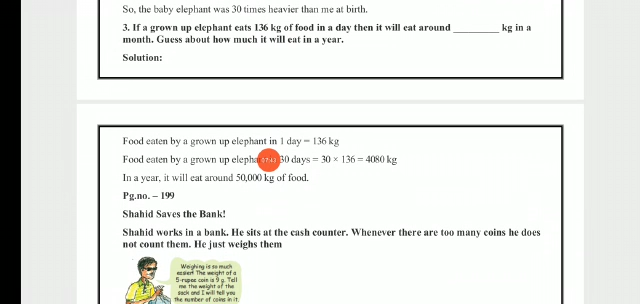 So, the baby elephant was 30 times heavier than me at birth.
3. If a grown up elephant eats 136 kg of food in a day then it will eat around _________ kg in a
month. Guess about how much it will eat in a year.
Solution:
Food eaten by a grown up elephant in 1 day = 136 kg
Food eaten by a grown up elepha 30 days = 30 × 136 = 4080 kg
In a year, it will eat around 50,000 kg of food.
Pg.no. – 199
Shahid Saves the Bank!
Shahid works in a bank. He sits at the cash counter. Whenever there are too many coins he does
not count them. He just weighs them
Weighing is so much
easier! The weight of a
5-rupee coin is 9 g. Tell
me the weight of the
sack and I will tell you
the number of coins in it.